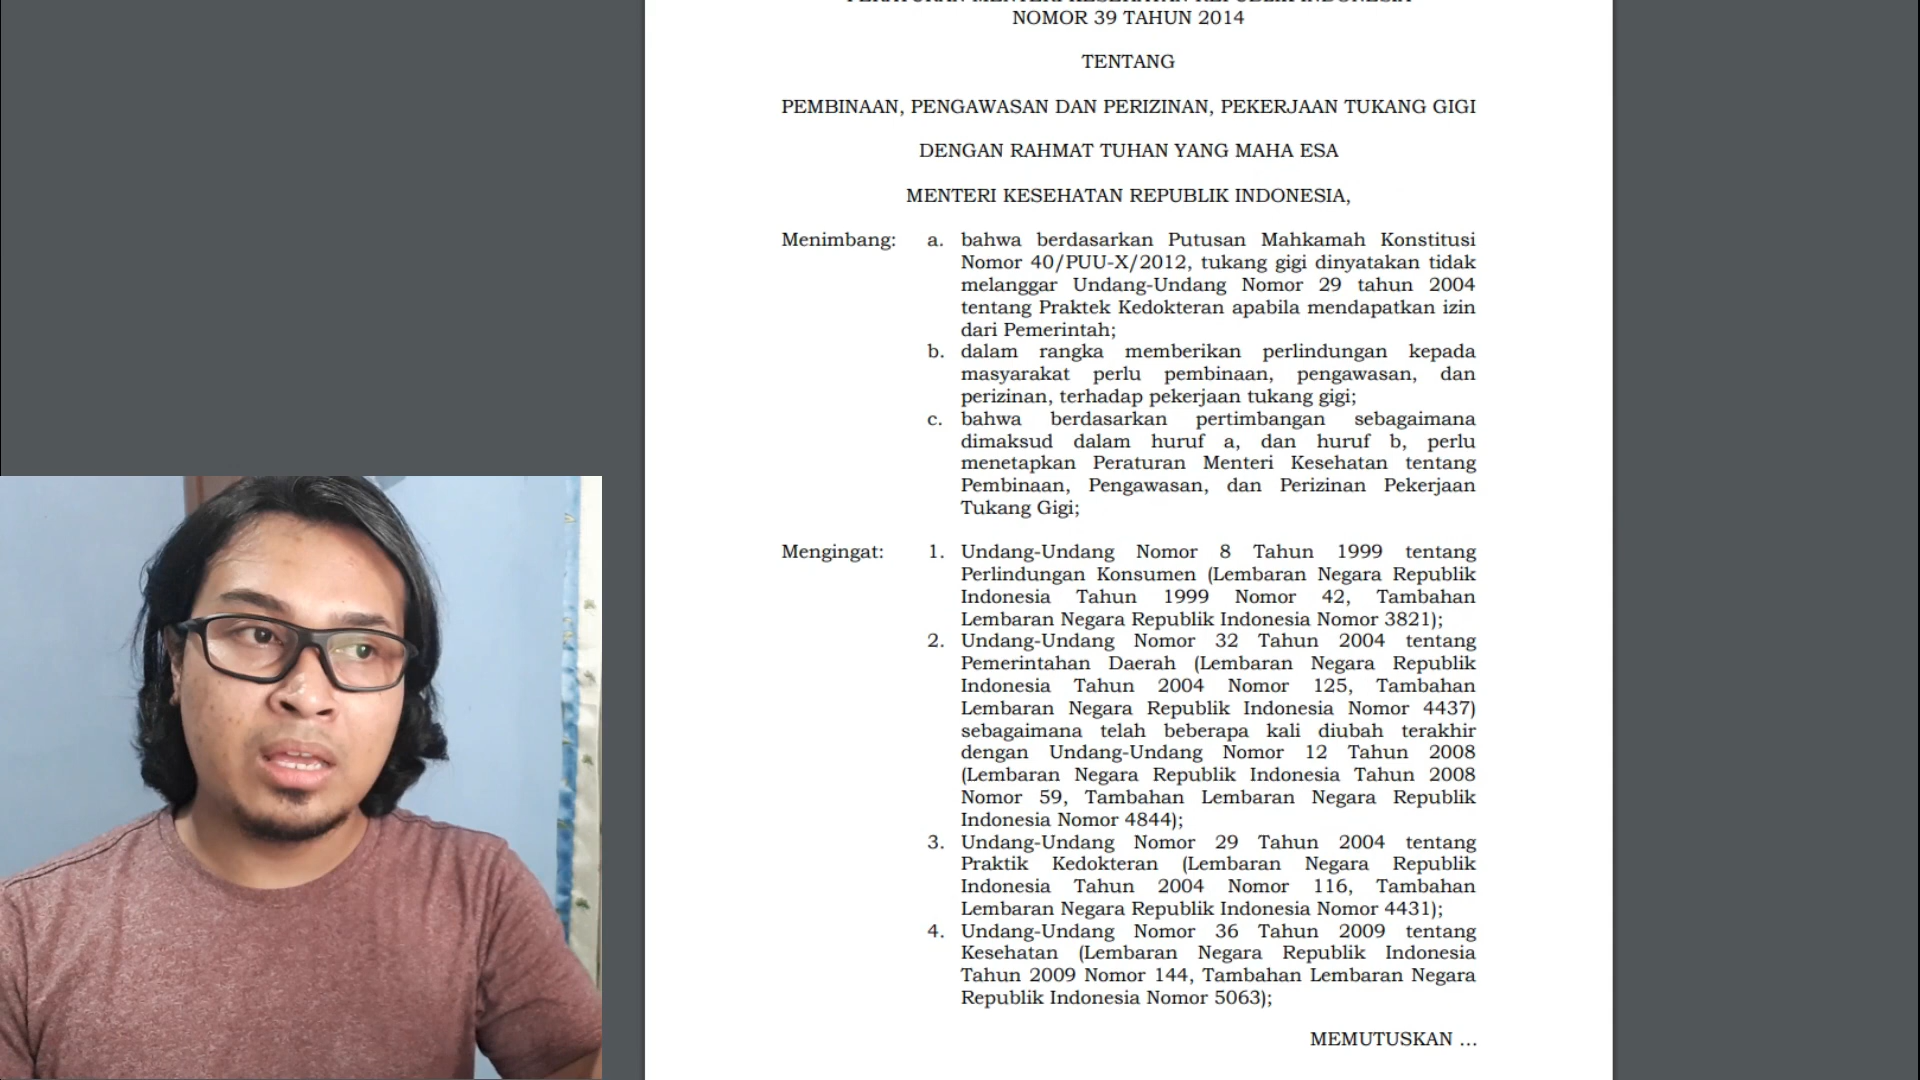 NOMOR 39 TAHUN 2014
TENTANG
PEMBINAAN, PENGAWASAN DAN PERIZINAN, PEKERJAAN TUKANG GIGI
DENGAN RAHMAT TUHAN YANG MAHA ESA
MENTERI KESEHATAN REPUBLIK INDONESIA,
Menimbang: a. bahwa berdasarkan Putusan Mahkamah Konstitusi
Nomor 40/PUU-X/2012, tukang gigi dinyatakan tidak
melanggar Undang-Undang Nomor 29 tahun 2004
tentang Praktek Kedokteran apabila mendapatkan izin
dari Pemerintah;
b. dalam rangka memberikan perlindungan kepada
masyarakat perlu pembinaan, pengawasan, dan
perizinan, terhadap pekerjaan tukang gigi;
c. bahwa berdasarkan pertimbangan sebagaimana
dimaksud dalam huruf a, dan huruf b, perlu
menetapkan Peraturan Menteri Kesehatan tentang
Pembinaan, Pengawasan, dan Perizinan Pekerjaan
Tukang Gigi;
Mengingat: 1. Undang-Undang Nomor 8 Tahun 1999 tentang
Perlindungan Konsumen (Lembaran Negara Republik
Indonesia Tahun 1999 Nomor 42, Tambahan
Lembaran Negara Republik Indonesia Nomor 3821);
2. Undang-Undang Nomor 32 Tahun 2004 tentang
Pemerintahan Daerah (Lembaran Negara Republik
Indonesia Tahun 2004 Nomor 125, Tambahan
Lembaran Negara Republik Indonesia Nomor 4437)
sebagaimana telah beberapa kali diubah terakhir
dengan Undang-Undang Nomor 12 Tahun 2008
(Lembaran Negara Republik Indonesia Tahun 2008
Nomor 59, Tambahan Lembaran Negara Republik
Indonesia Nomor 4844);
3. Undang-Undang Nomor 29 Tahun 2004 tentang
Praktik Kedokteran (Lembaran Negara Republik
Indonesia Tahun 2004 Nomor 116, Tambahan
Lembaran Negara Republik Indonesia Nomor 4431);
4. Undang-Undang Nomor 36 Tahun 2009 tentang
Kesehatan (Lembaran Negara Republik Indonesia
Tahun 2009 Nomor 144, Tambahan Lembaran Negara
Republik Indonesia Nomor 5063);
MEMUTUSKAN ...